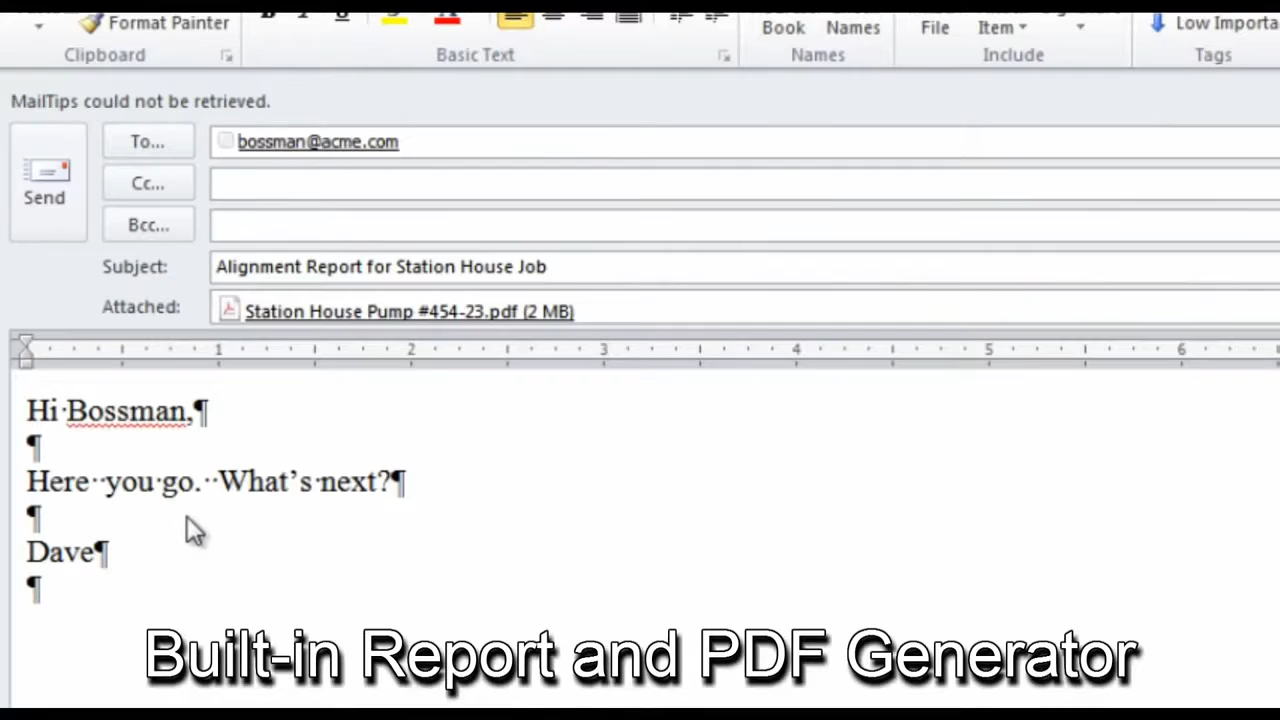 Format Painter
B I U A
Book Names File Item Low Importa
Clipboard Basic Text Names Include Tags
MailTips could not be retrieved.
To... bossman@acme.com
Send
Cc...
Bcc...
Subject: Alignment Report for Station House Job
Attached: Station House Pump #454-23.pdf (2 MB)
1 2 3 4 5 6
Hi·Bossman,¶
¶
Here··you·go.··What’s·next?¶
¶
Dave¶
¶
Built-in Report and PDF Generator